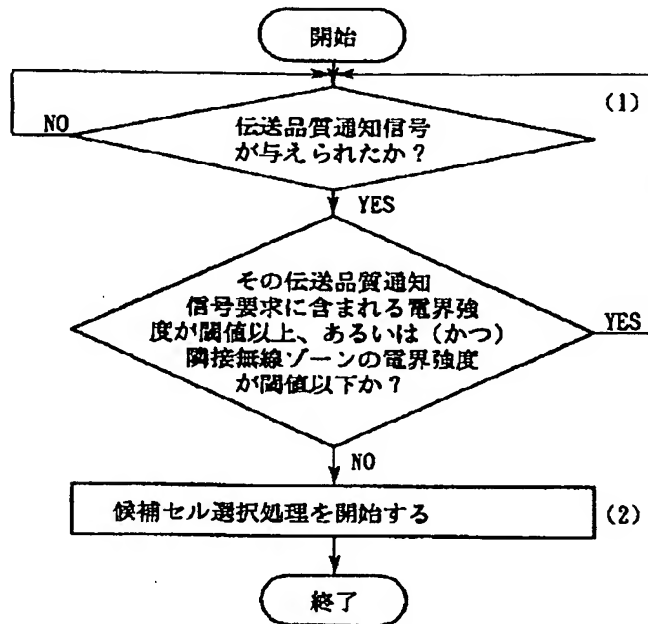 開始
(1)
NO
伝送品質通知信号
が与えられたか?
YES
その伝送品質通知
信号要求に含まれる電界強
度が閾値以上、あるいは(かつ)
隣接無線ゾーンの電界強度
が閾値以下か?
YES
NO
候補セル選択処理を開始する
(2)
終了